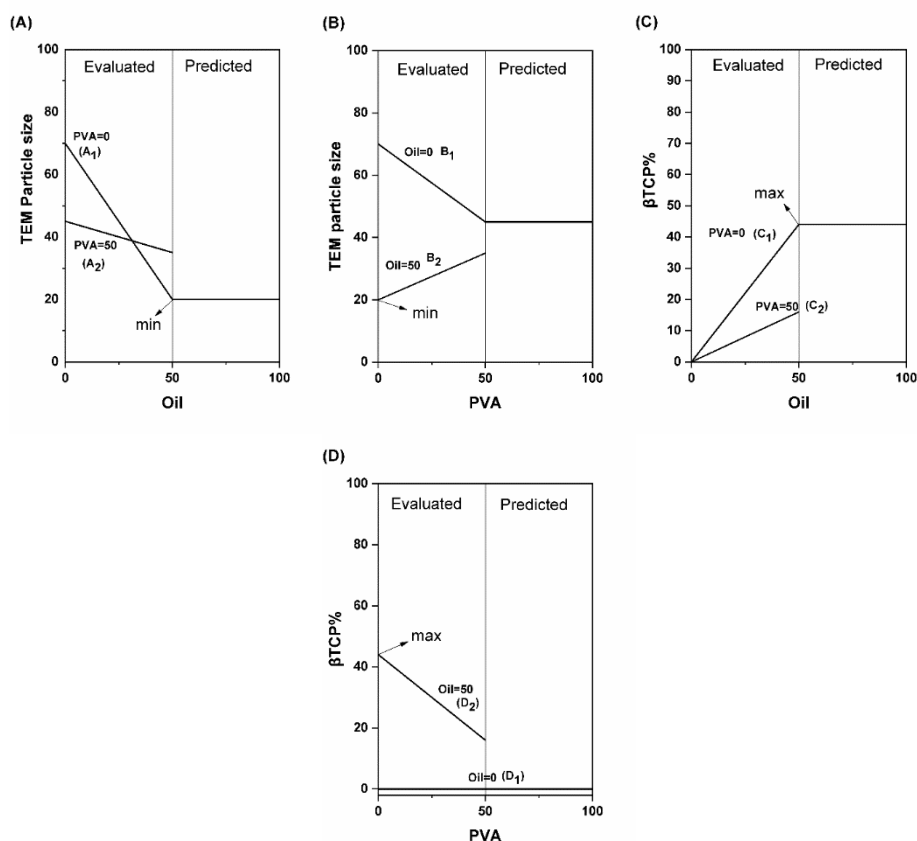 (A)
100
Evaluated Predicted
80
PVA=0
(A1)
60
TEM Particle size
40
PVA=50
(A2)
20
min
0
0 50 100
Oil
(B)
100
Evaluated Predicted
80
Oil=0 B1
60
TEM particle size
40
Oil=50 B2
20
min
0
0 50 100
PVA
(C)
100
Evaluated Predicted
90
80
70
60
50
max
βTCP%
40
PVA=0 (C1)
30
20
PVA=50 (C2)
10
0
0 50 100
Oil
(D)
100
Evaluated Predicted
80
60
βTCP%
max
40
Oil=50
(D2)
20
Oil=0 (D1)
0
0 50 100
PVA